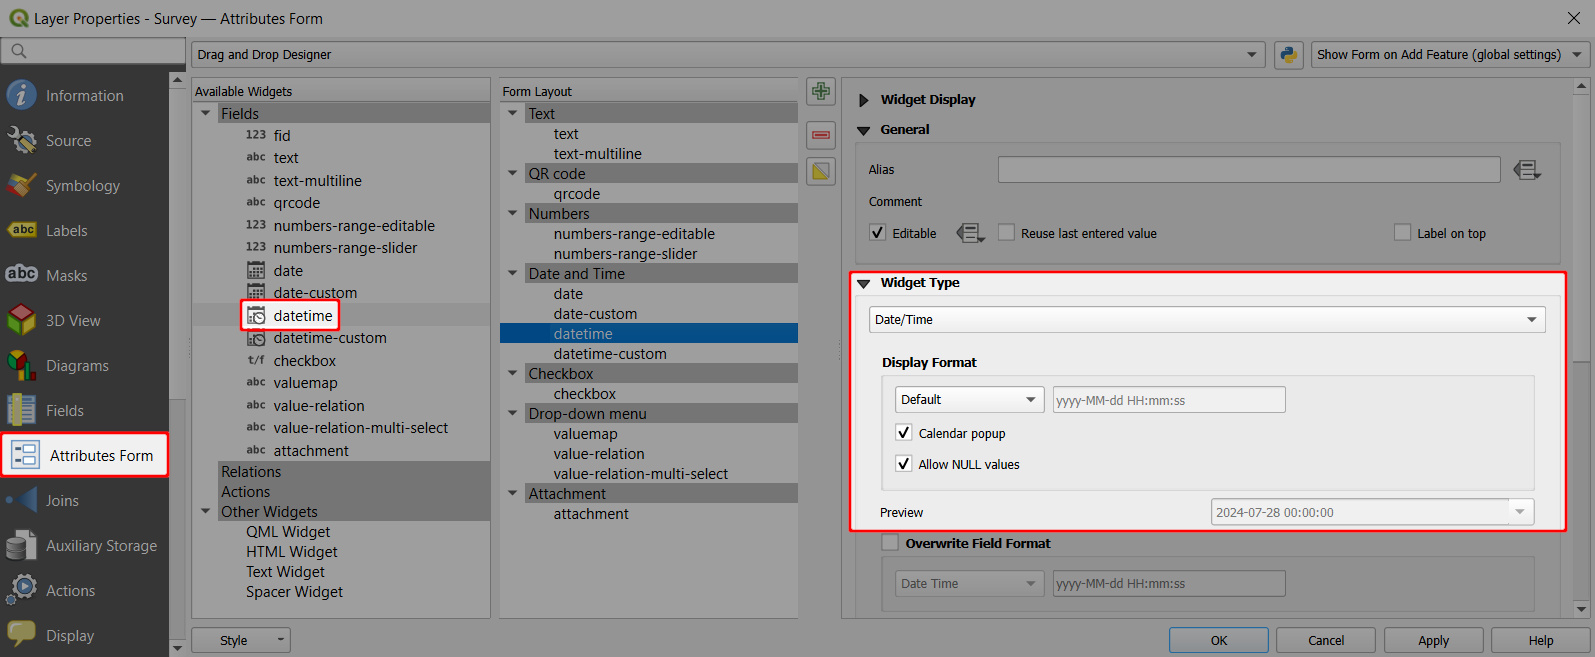 Layer Properties - Survey — Attributes Form
Drag and Drop Designer
Show Form on Add Feature (global settings)
Information
Source
Symbology
abc Labels
abc Masks
3D View
Diagrams
Fields
Attributes Form
Joins
Auxiliary Storage
Actions
Display
Available Widgets
Fields
123 fid
abc text
abc text-multiline
abc qrcode
123 numbers-range-editable
123 numbers-range-slider
date
date-custom
datetime
datetime-custom
t/f checkbox
abc valuemap
abc value-relation
abc value-relation-multi-select
abc attachment
Relations
Actions
Other Widgets
QML Widget
HTML Widget
Text Widget
Spacer Widget
Form Layout
Text
text
text-multiline
QR code
qrcode
Numbers
numbers-range-editable
numbers-range-slider
Date and Time
date
date-custom
datetime
datetime-custom
Checkbox
checkbox
Drop-down menu
valuemap
value-relation
value-relation-multi-select
Attachment
attachment
Widget Display
General
Alias
Comment
Editable
Reuse last entered value
Label on top
Widget Type
Date/Time
Display Format
Default
yyyy-MM-dd HH:mm:ss
Calendar popup
Allow NULL values
Preview
2024-07-28 00:00:00
Overwrite Field Format
Date Time
yyyy-MM-dd HH:mm:ss
Style
OK
Cancel
Apply
Help